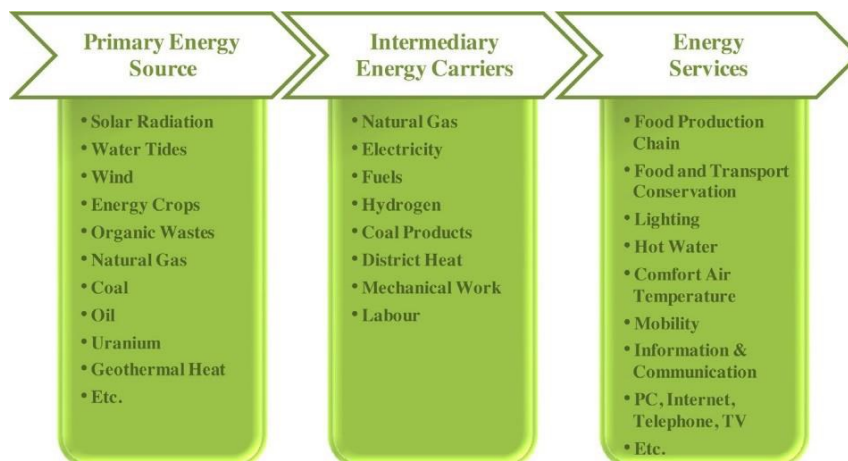 Primary Energy
Source
Intermediary
Energy Carriers
Energy
Services
• Solar Radiation
• Water Tides
• Wind
• Energy Crops
• Organic Wastes
• Natural Gas
• Coal
• Oil
• Uranium
• Geothermal Heat
• Etc.
• Natural Gas
• Electricity
• Fuels
• Hydrogen
• Coal Products
• District Heat
• Mechanical Work
• Labour
• Food Production
Chain
• Food and Transport
Conservation
• Lighting
• Hot Water
• Comfort Air
Temperature
• Mobility
• Information &
Communication
• PC, Internet,
Telephone, TV
• Etc.